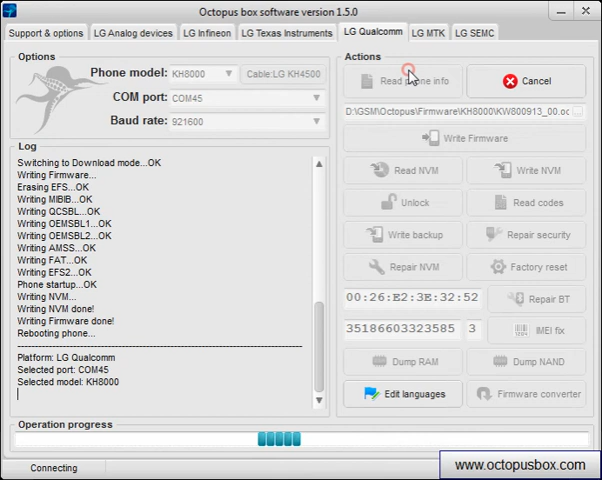 Octopus box software version 1.5.0
Support & options
LG Analog devices
LG Infineon
LG Texas Instruments
LG Qualcomm
LG MTK
LG SEMC
Options
Phone model:
KH8000
Cable:LG KH4500
COM port:
COM45
Baud rate:
921600
Log
Switching to Download mode...OK
Writing Firmware...
Erasing EFS...OK
Writing MIBIB...OK
Writing QCSBL...OK
Writing OEMSBL1...OK
Writing OEMSBL2...OK
Writing AMSS...OK
Writing FAT...OK
Writing EFS2...OK
Phone startup...OK
Writing NVM...
Writing NVM done!
Writing Firmware done!
Rebooting phone...
Platform: LG Qualcomm
Selected port: COM45
Selected model: KH8000
Actions
Read phone info
Cancel
D:\GSM\Octopus\Firmware\KH8000\KW800913_00.oc
...
Write Firmware
Read NVM
Write NVM
Unlock
Read codes
Write backup
Repair security
Repair NVM
Factory reset
00:26:E2:3E:32:52
Repair BT
35186603323585
3
IMEI fix
Dump RAM
Dump NAND
Edit languages
Firmware converter
Operation progress
Connecting
www.octopusbox.com